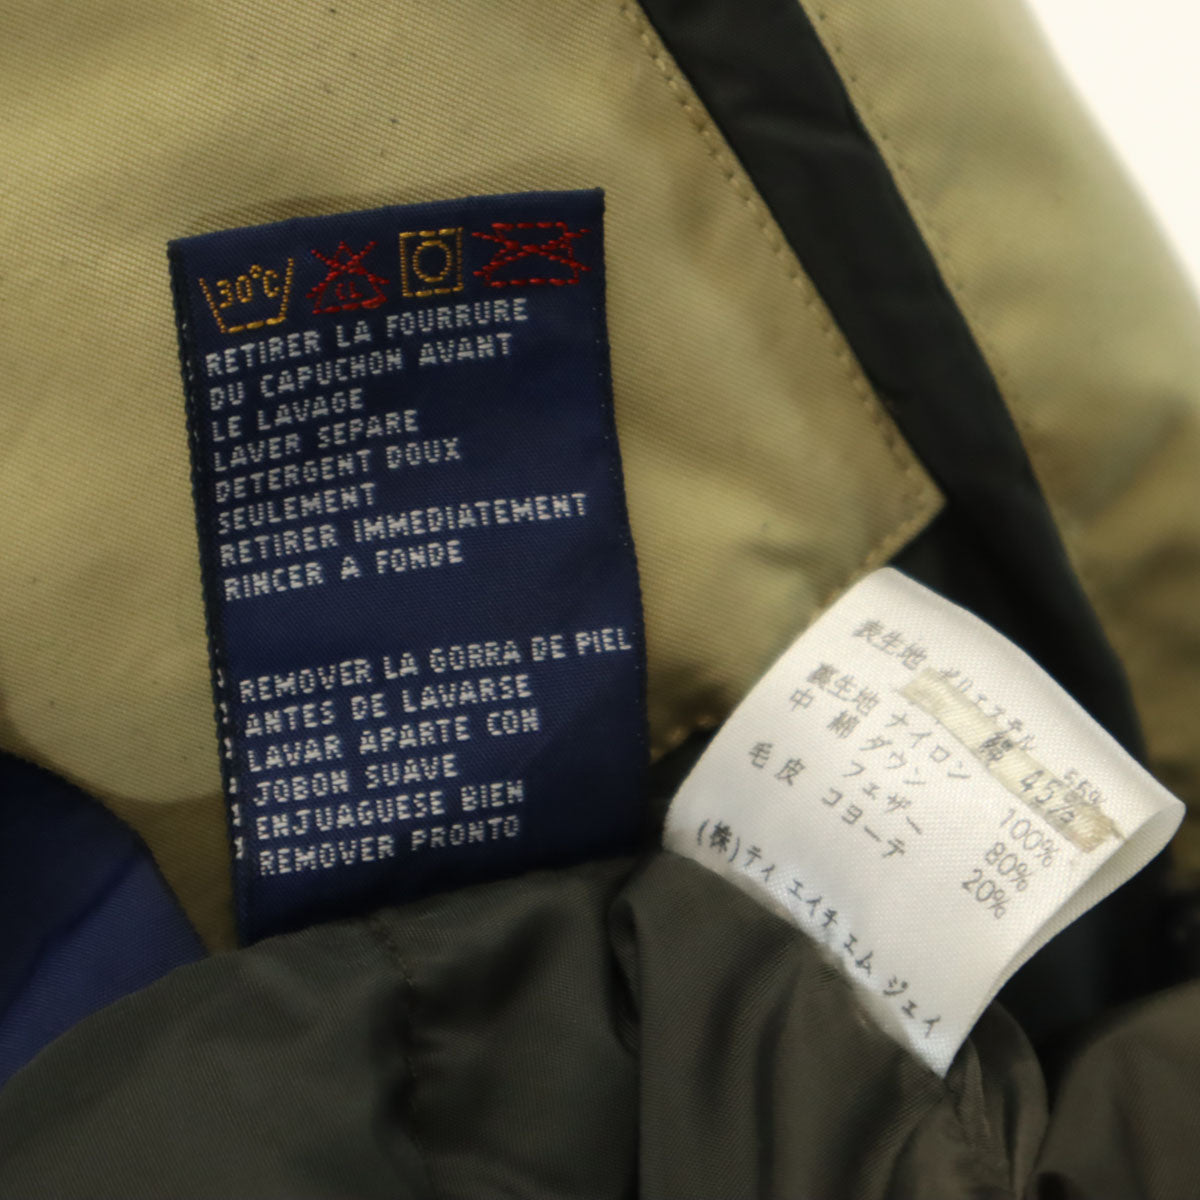 30°C
CL
RETIRER LA FOURRURE
DU CAPUCHON AVANT
LE LAVAGE
LAVER SEPARE
DETERGENT DOUX
SEULEMENT
RETIRER IMMEDIATEMENT
RINCER A FONDE
REMOVER LA GORRA DE PIEL
ANTES DE LAVARSE
LAVAR APARTE CON
JOBON SUAVE
ENJUAGUESE BIEN
REMOVER PRONTO
表生地 ポリエステル 55%
綿 45%
裏生地 ナイロン 100%
中綿 ダウン 80%
フェザー 20%
毛皮 コヨーテ
(株)ティエイチエムジェイ